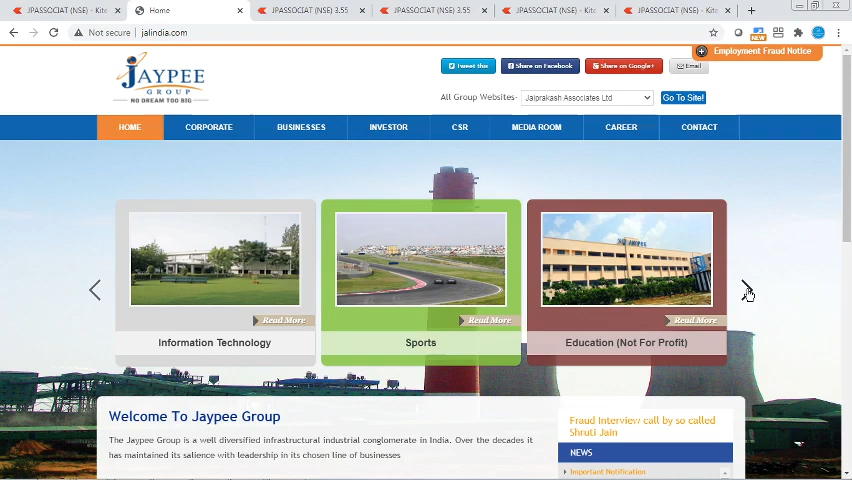 JPASSOCIAT (NSE) - Kite
Home
JPASSOCIAT (NSE) 3.55
JPASSOCIAT (NSE) 3.55
JPASSOCIAT (NSE) - Kite
JPASSOCIAT (NSE) - Kite
Not secure
jalindia.com
NEW
Employment Fraud Notice
JAYPEE
GROUP
NO DREAM TOO BIG
Tweet this
Share on Facebook
Share on Google+
Email
All Group Websites-
Jaiprakash Associates Ltd
Go To Site!
HOME
CORPORATE
BUSINESSES
INVESTOR
CSR
MEDIA ROOM
CAREER
CONTACT
Read More
Read More
Read More
Information Technology
Sports
Education (Not For Profit)
Welcome To Jaypee Group
The Jaypee Group is a well diversified infrastructural industrial conglomerate in India. Over the decades it
has maintained its salience with leadership in its chosen line of businesses
Fraud Interview call by so called
Shruti Jain
NEWS
Important Notification